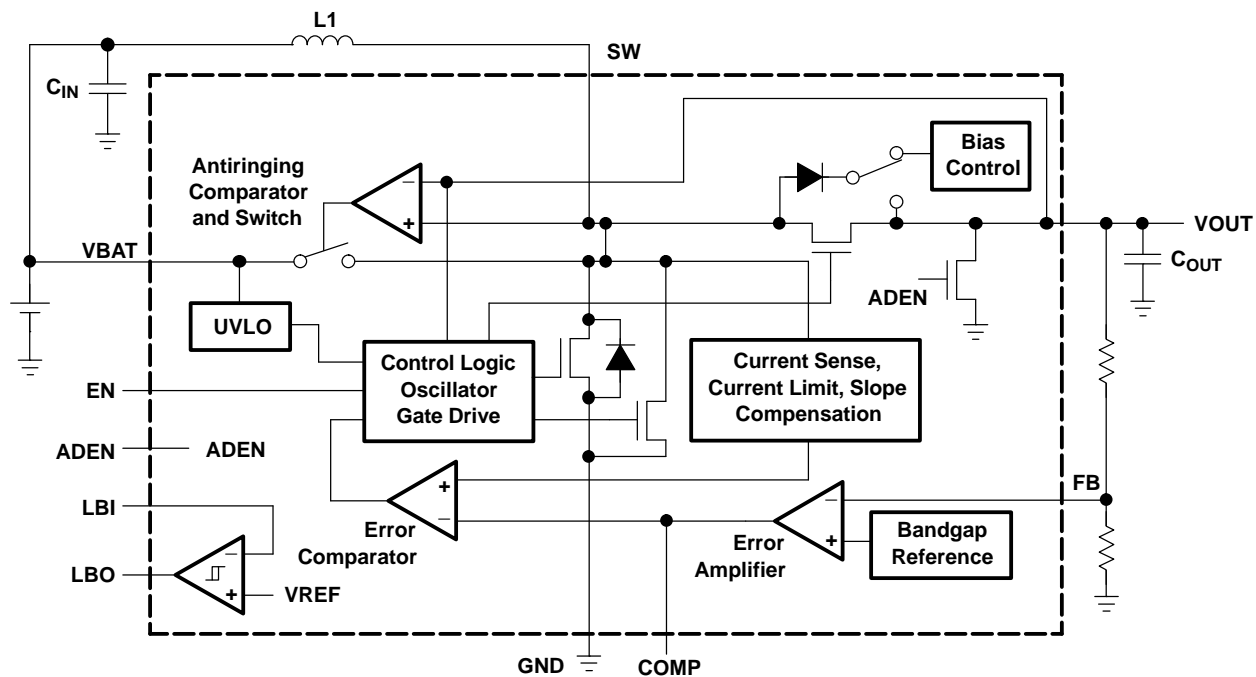 L1
SW
C_IN
Antiringing
Comparator
and Switch
−
+
Bias
Control
VBAT
VOUT
C_OUT
ADEN
UVLO
Control Logic
Oscillator
Gate Drive
Current Sense,
Current Limit, Slope
Compensation
EN
ADEN
ADEN
LBI
LBO
−
+
VREF
Error
Comparator
+
−
Error
Amplifier
−
+
Bandgap
Reference
FB
GND
COMP